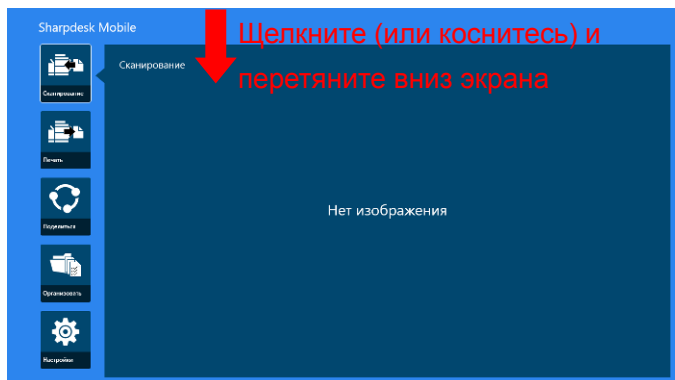 Sharpdesk Mobile
Щелкните (или коснитесь) и
перетяните вниз экрана
Сканирование
Сканирование
Печать
Нет изображения
Поделиться
Организовать
Настройки